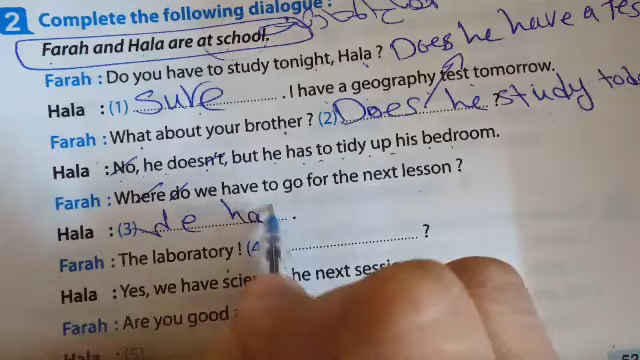 2 Complete the following dialogue :
Farah and Hala are at school.
Does he have a tes
Farah : Do you have to study tonight, Hala ?
Hala : (1) Sure. I have a geography test tomorrow.
Farah : What about your brother ? (2) Does he study tod ?
Hala : No, he doesn't, but he has to tidy up his bedroom.
Farah : Where do we have to go for the next lesson ?
Hala : (3) ha .
Farah : The laboratory ! (4 ?
Hala : Yes, we have he next
Farah : Are you good
Hala : (5)